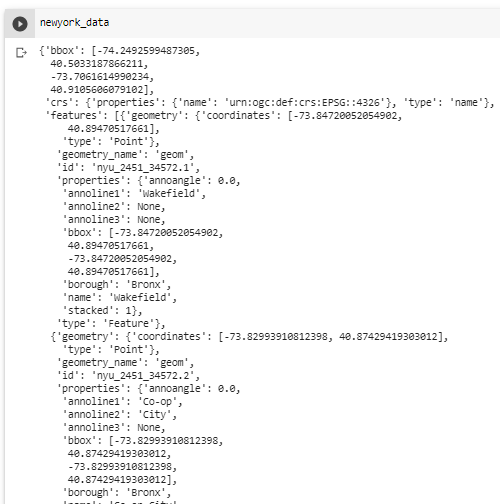 newyork_data
{'bbox': [-74.2492599487305,
40.5033187866211,
-73.7061614990234,
40.9105606079102],
'crs': {'properties': {'name': 'urn:ogc:def:crs:EPSG::4326'}, 'type': 'name'},
'features': [{'geometry': {'coordinates': [-73.84720052054902,
40.89470517661],
'type': 'Point'},
'geometry_name': 'geom',
'id': 'nyu_2451_34572.1',
'properties': {'annoangle': 0.0,
'annoline1': 'Wakefield',
'annoline2': None,
'annoline3': None,
'bbox': [-73.84720052054902,
40.89470517661,
-73.84720052054902,
40.89470517661],
'borough': 'Bronx',
'name': 'Wakefield',
'stacked': 1},
'type': 'Feature'},
{'geometry': {'coordinates': [-73.82993910812398, 40.87429419303012],
'type': 'Point'},
'geometry_name': 'geom',
'id': 'nyu_2451_34572.2',
'properties': {'annoangle': 0.0,
'annoline1': 'Co-op',
'annoline2': 'City',
'annoline3': None,
'bbox': [-73.82993910812398,
40.87429419303012,
-73.82993910812398,
40.87429419303012],
'borough': 'Bronx',